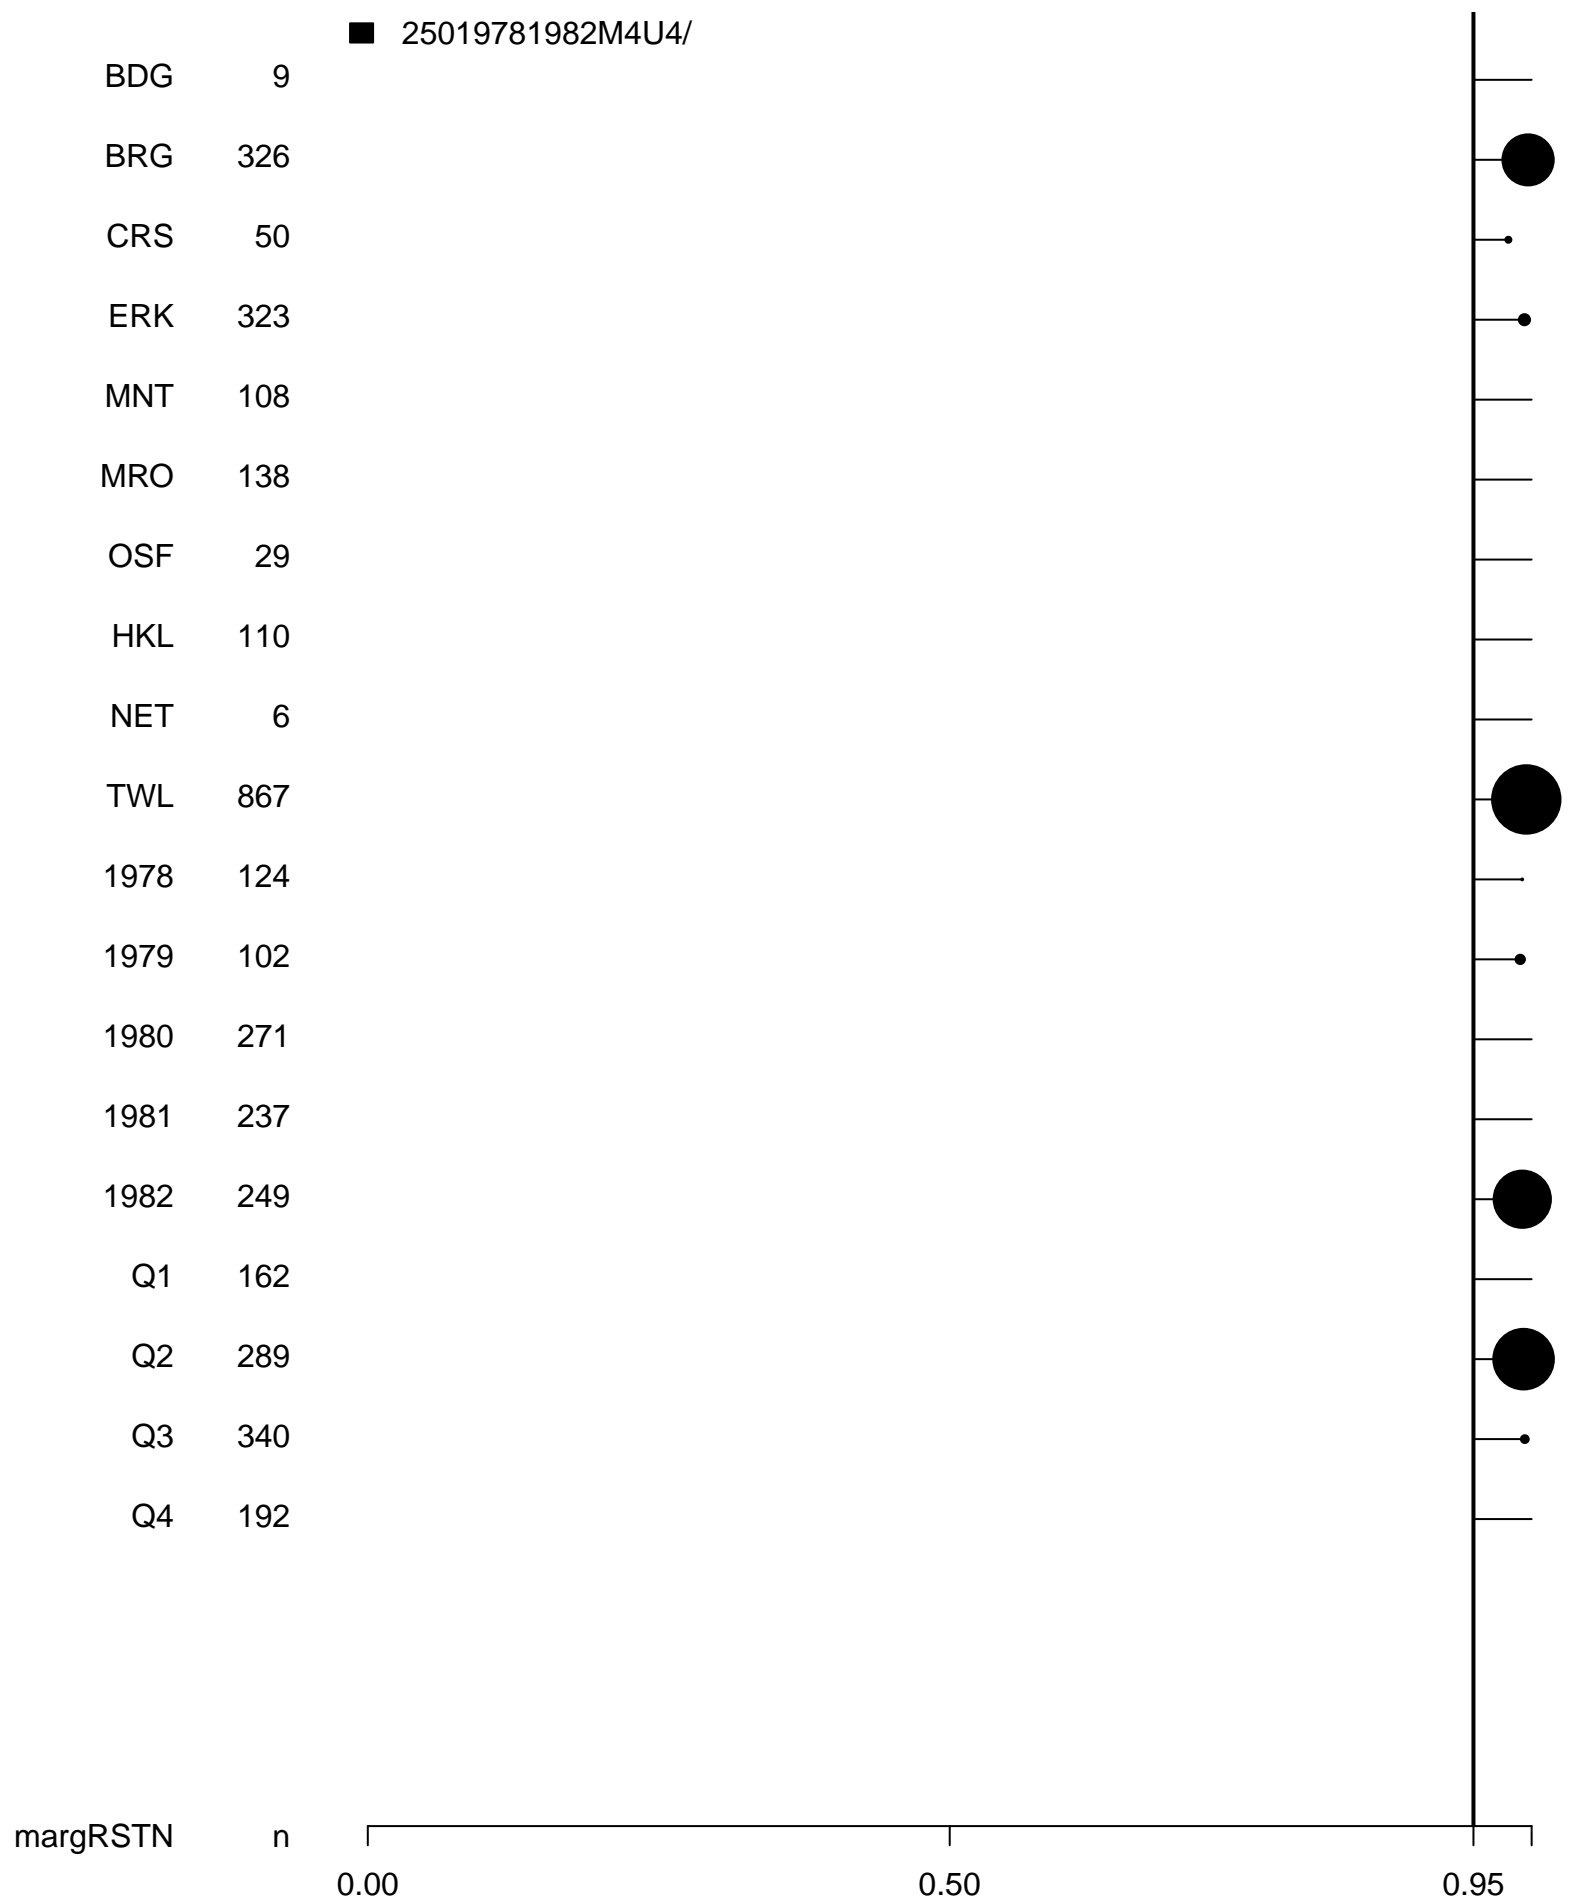 25019781982M4U4/
BDG 9
BRG 326
CRS 50
ERK 323
MNT 108
MRO 138
OSF 29
HKL 110
NET 6
TWL 867
1978 124
1979 102
1980 271
1981 237
1982 249
Q1 162
Q2 289
Q3 340
Q4 192
margRSTN n
0.00 0.50 0.95